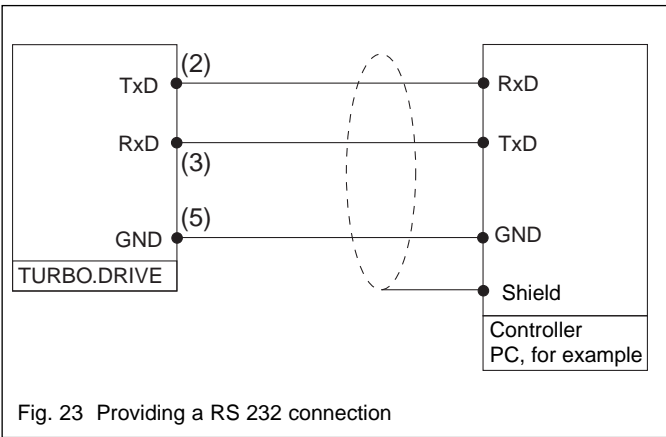 (2)
TxD
RxD
RxD
TxD
(3)
(5)
GND
GND
TURBO.DRIVE
Shield
Controller
PC, for example
Fig. 23 Providing a RS 232 connection